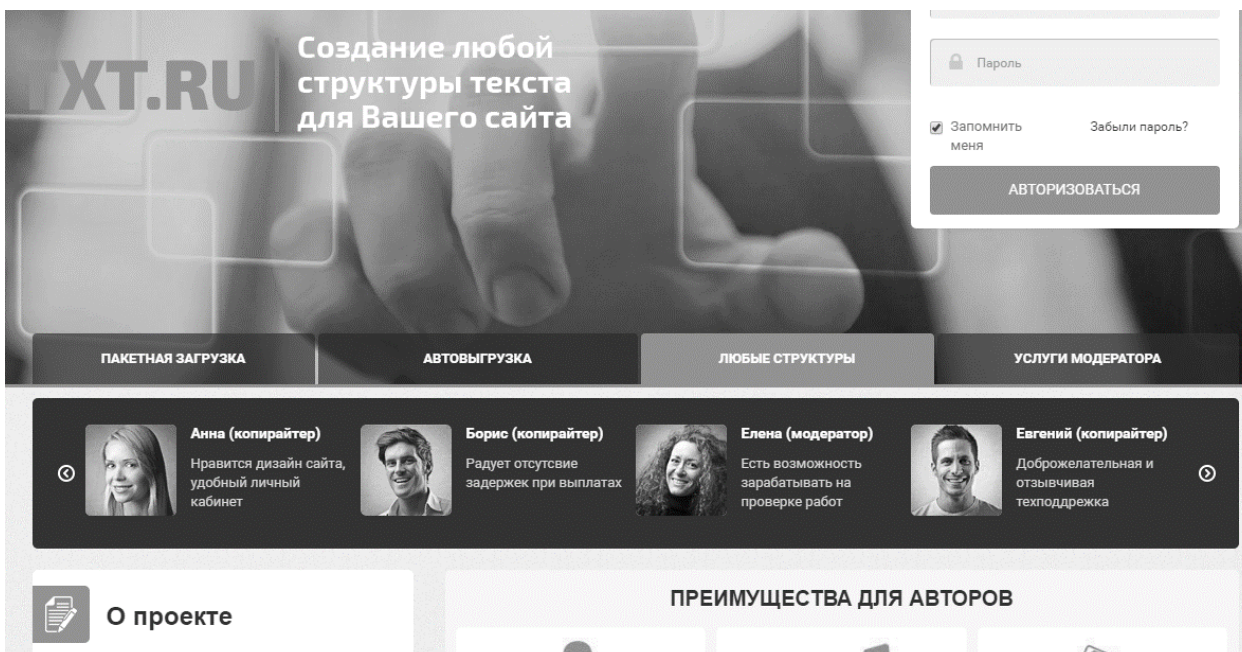 TXT.RU
Создание любой
структуры текста
для Вашего сайта
Пароль
Запомнить
меня
Забыли пароль?
АВТОРИЗОВАТЬСЯ
ПАКЕТНАЯ ЗАГРУЗКА
АВТОВЫГРУЗКА
ЛЮБЫЕ СТРУКТУРЫ
УСЛУГИ МОДЕРАТОРА
Анна (копирайтер)
Нравится дизайн сайта,
удобный личный
кабинет
Борис (копирайтер)
Радует отсутсвие
задержек при выплатах
Елена (модератор)
Есть возможность
зарабатывать на
проверке работ
Евгений (копирайтер)
Доброжелательная и
отзывчивая
техподдрежка
О проекте
ПРЕИМУЩЕСТВА ДЛЯ АВТОРОВ